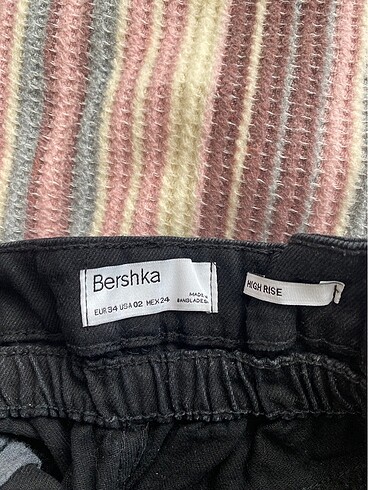 Bershka
EUR 34 USA 02 MEX 24
MADE IN
BANGLADESH
HIGH RISE